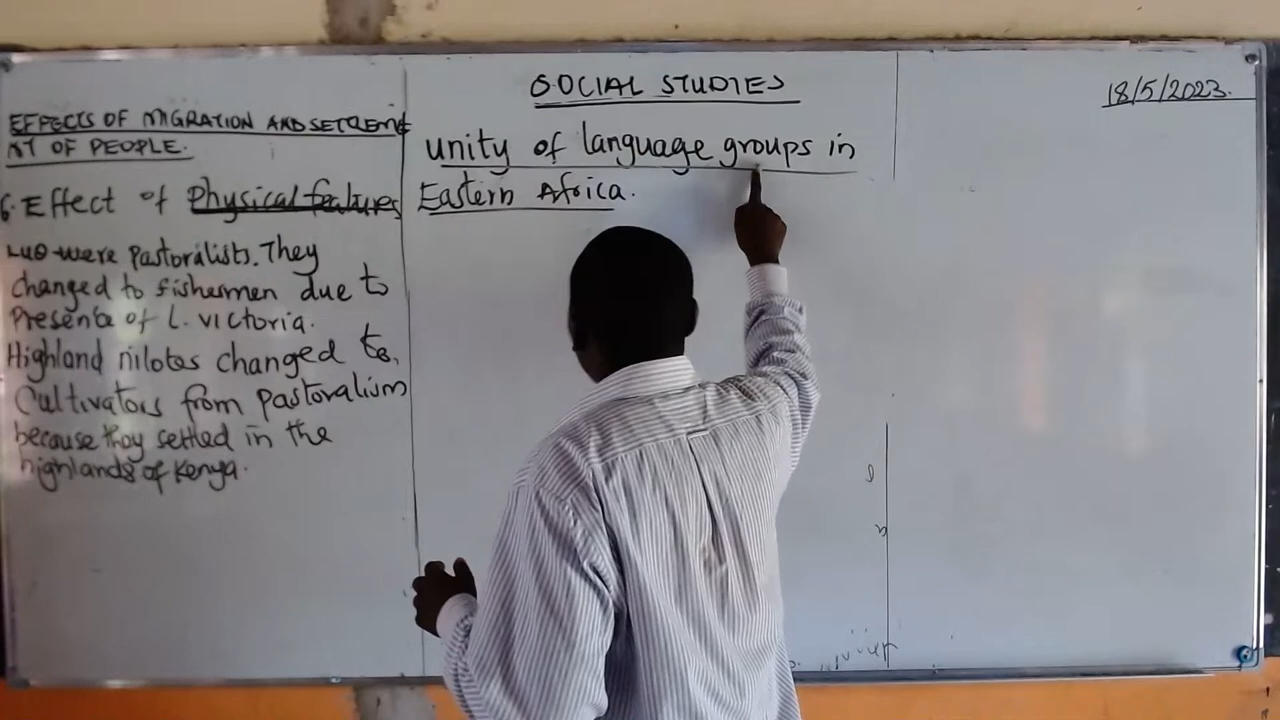 EFFECTS OF MIGRATION AND SETTLEME
NT OF PEOPLE.
6. Effect of Physical features
Luo were Pastoralists. They
changed to fishermen due to
Presence of L. victoria.
Highland nilotes changed to
Cultivators from pastoralism
because they settled in the
highlands of Kenya.
SOCIAL STUDIES
unity of language groups in
Eastern Africa.
18/5/2023.